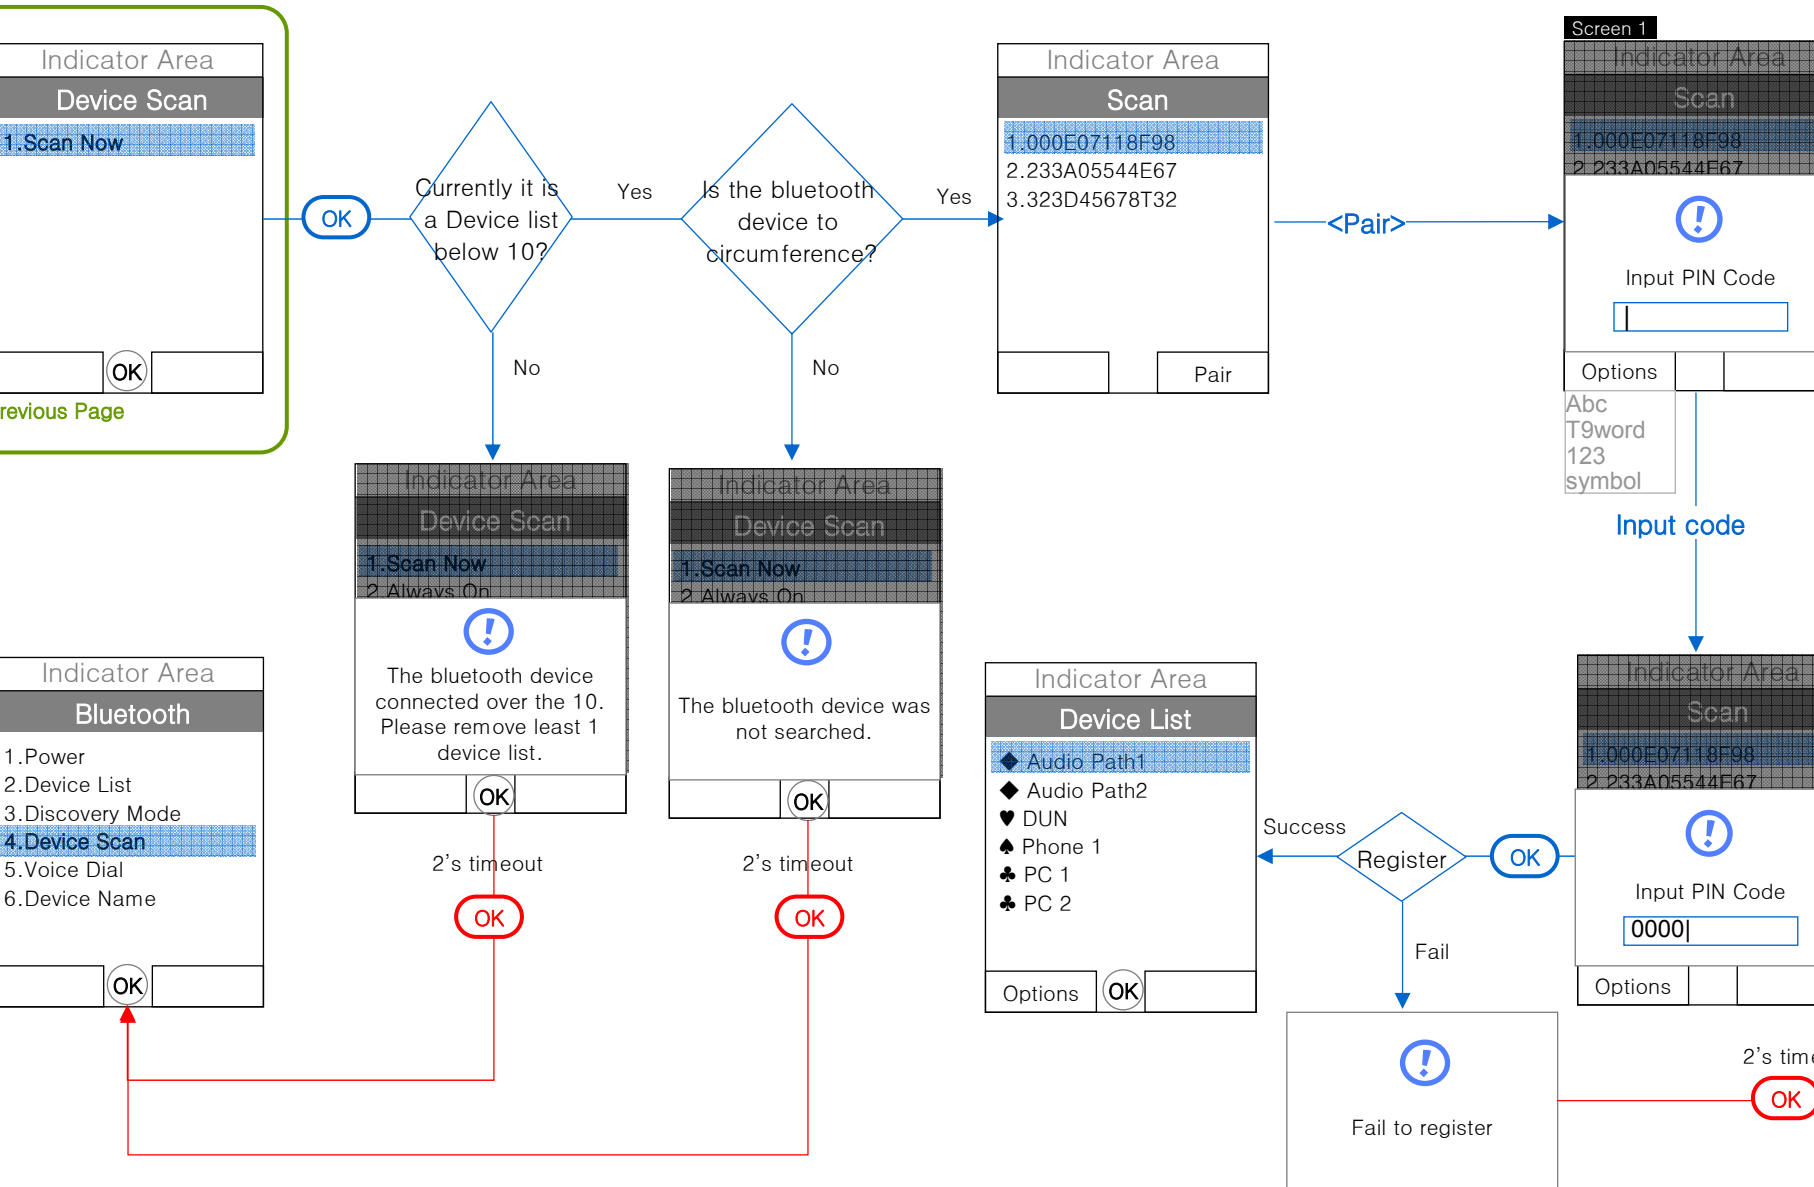 Indicator Area
Device Scan
1.Scan Now
OK
revious Page
OK
Currently it is
a Device list
below 10?
Yes
No
Is the bluetooth
device to
circumference?
Yes
No
Indicator Area
Scan
1.000E07118F98
2.233A05544E67
3.323D45678T32
Pair
<Pair>
Screen 1
Indicator Area
Scan
1.000E07118F98
2.233A05544E67
Input PIN Code
Options
Abc
T9word
123
symbol
Input code
Indicator Area
Device Scan
1.Scan Now
2.Always On
The bluetooth device
connected over the 10.
Please remove least 1
device list.
OK
2's timeout
OK
Indicator Area
Device Scan
1.Scan Now
2.Always On
The bluetooth device was
not searched.
OK
2's timeout
OK
Indicator Area
Bluetooth
1.Power
2.Device List
3.Discovery Mode
4.Device Scan
5.Voice Dial
6.Device Name
OK
Indicator Area
Device List
◆ Audio Path1
◆ Audio Path2
♥ DUN
♠ Phone 1
♣ PC 1
♣ PC 2
Options
OK
Success
Register
OK
Fail
Indicator Area
Scan
1.000E07118F98
2.233A05544E67
Input PIN Code
0000|
Options
Fail to register
2's time
OK